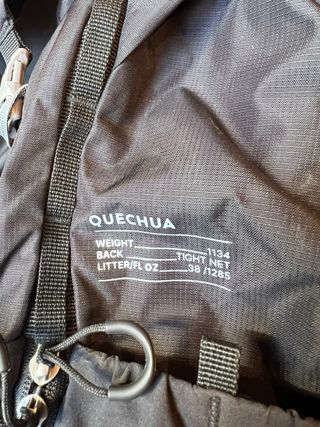 QUECHUA
WEIGHT 1134
BACK TIGHT NET
LITTER/FL OZ 38 /1285